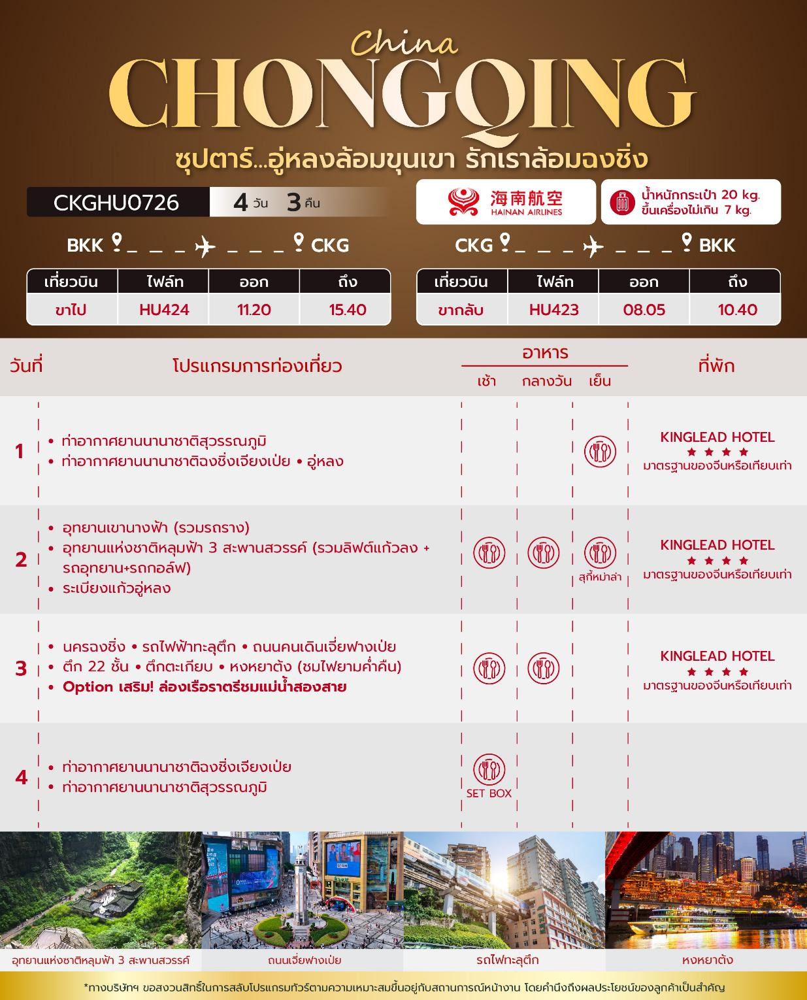 China
CHONGQING
ซุปตาร์...อู่หลงล้อมขุนเขา รักเราล้อมฉงชิ่ง
CKGHU0726
4 วัน 3 คืน
海南航空
HAINAN AIRLINES
น้ำหนักกระเป๋า 20 kg.
ขึ้นเครื่องไม่เกิน 7 kg.
BKK CKG
CKG BKK
เที่ยวบิน ไฟล์ท ออก ถึง
ขาไป HU424 11.20 15.40
เที่ยวบิน ไฟล์ท ออก ถึง
ขากลับ HU423 08.05 10.40
วันที่ โปรแกรมการท่องเที่ยว อาหาร ที่พัก
เช้า กลางวัน เย็น
1
• ท่าอากาศยานนานาชาติสุวรรณภูมิ
• ท่าอากาศยานนานาชาติฉงชิ่งเจียงเป่ย • อู่หลง
KINGLEAD HOTEL
★ ★ ★ ★
มาตรฐานของจีนหรือเทียบเท่า
2
• อุทยานเขานางฟ้า (รวมรถราง)
• อุทยานแห่งชาติหลุมฟ้า 3 สะพานสวรรค์ (รวมลิฟต์แก้วลง +
รถอุทยาน+รถกอล์ฟ)
• ระเบียงแก้วอู่หลง
สุกี้หม่าล่า
KINGLEAD HOTEL
★ ★ ★ ★
มาตรฐานของจีนหรือเทียบเท่า
3
• นครฉงชิ่ง • รถไฟฟ้าทะลุตึก • ถนนคนเดินเจี่ยฟางเป่ย
• ตึก 22 ชั้น • ตึกตะเกียบ • หงหยาต้ง (ชมไฟยามค่ำคืน)
• Option เสริม! ล่องเรือราตรีชมแม่น้ำสองสาย
KINGLEAD HOTEL
★ ★ ★ ★
มาตรฐานของจีนหรือเทียบเท่า
4
• ท่าอากาศยานนานาชาติฉงชิ่งเจียงเป่ย
• ท่าอากาศยานนานาชาติสุวรรณภูมิ
SET BOX
อุทยานแห่งชาติหลุมฟ้า 3 สะพานสวรรค์
ถนนเจี่ยฟางเป่ย
รถไฟทะลุตึก
หงหยาต้ง
*ทางบริษัทฯ ขอสงวนสิทธิ์ในการสลับโปรแกรมทัวร์ตามความเหมาะสมขึ้นอยู่กับสถานการณ์หน้างาน โดยคำนึงถึงผลประโยชน์ของลูกค้าเป็นสำคัญ